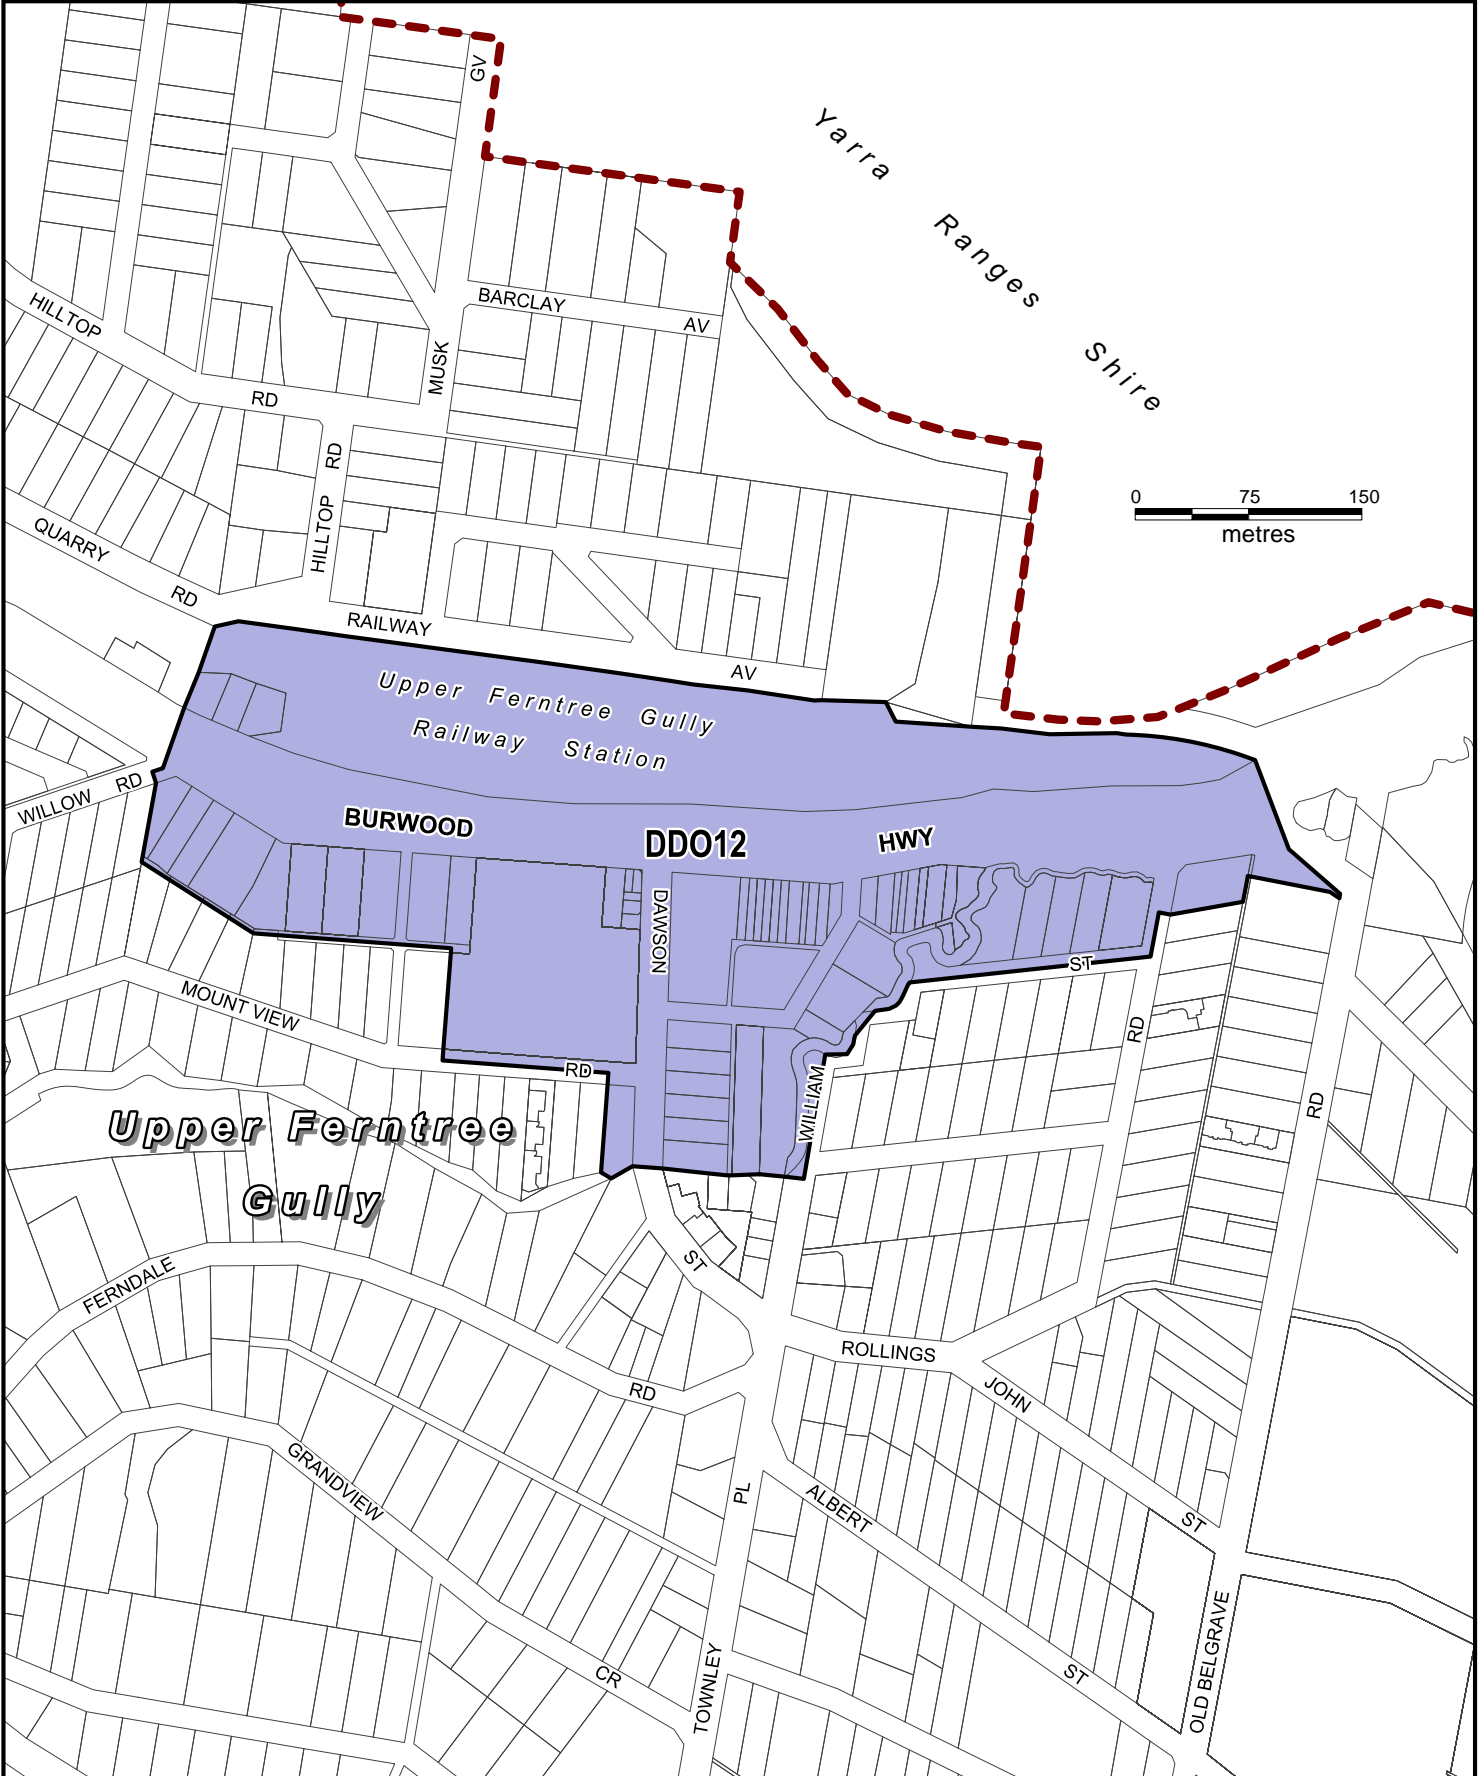 GV
Yarra
Ranges
Shire
HILLTOP
BARCLAY
AV
MUSK
RD
RD
HILLTOP
0 75 150
metres
QUARRY
RD
RAILWAY
AV
Upper Ferntree Gully
Railway Station
WILLOW RD
BURWOOD
DDO12
HWY
DAWSON
ST
MOUNT VIEW
RD
RD
WILLIAM
RD
Upper Ferntree
Gully
ST
FERNDALE
ROLLINGS
RD
JOHN
GRANDVIEW
PL
ALBERT
ST
CR
ST
TOWNLEY
OLD BELGRAVE